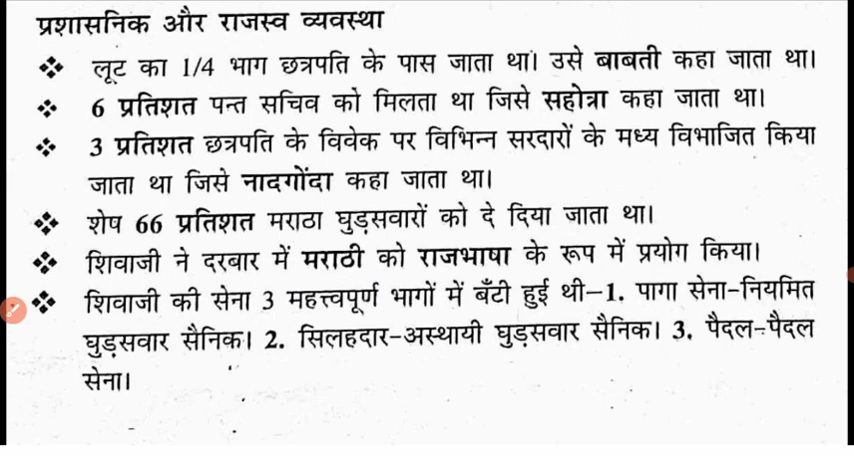 प्रशासनिक और राजस्व व्यवस्था
❖ लूट का 1/4 भाग छत्रपति के पास जाता था। उसे बाबती कहा जाता था।
❖ 6 प्रतिशत पन्त सचिव को मिलता था जिसे सहोत्रा कहा जाता था।
❖ 3 प्रतिशत छत्रपति के विवेक पर विभिन्न सरदारों के मध्य विभाजित किया
जाता था जिसे नादगोंदा कहा जाता था।
❖ शेष 66 प्रतिशत मराठा घुड़सवारों को दे दिया जाता था।
❖ शिवाजी ने दरबार में मराठी को राजभाषा के रूप में प्रयोग किया।
❖ शिवाजी की सेना 3 महत्त्वपूर्ण भागों में बँटी हुई थी–1. पागा सेना–नियमित
घुड़सवार सैनिक। 2. सिलहदार–अस्थायी घुड़सवार सैनिक। 3. पैदल–पैदल
सेना।